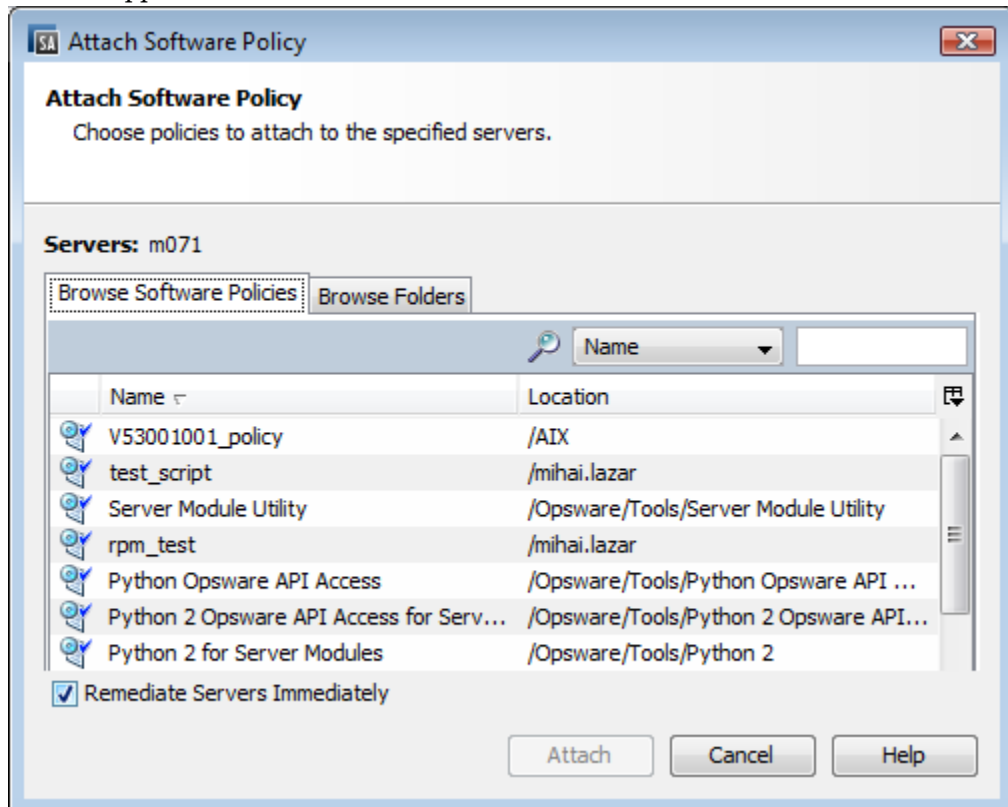 SA Attach Software Policy
Attach Software Policy
Choose policies to attach to the specified servers.
Servers: m071
Browse Software Policies Browse Folders
Name
Name Location
V53001001_policy /AIX
test_script /mihai.lazar
Server Module Utility /Opsware/Tools/Server Module Utility
rpm_test /mihai.lazar
Python Opsware API Access /Opsware/Tools/Python Opsware API ...
Python 2 Opsware API Access for Serv... /Opsware/Tools/Python 2 Opsware API...
Python 2 for Server Modules /Opsware/Tools/Python 2
Remediate Servers Immediately
Attach Cancel Help